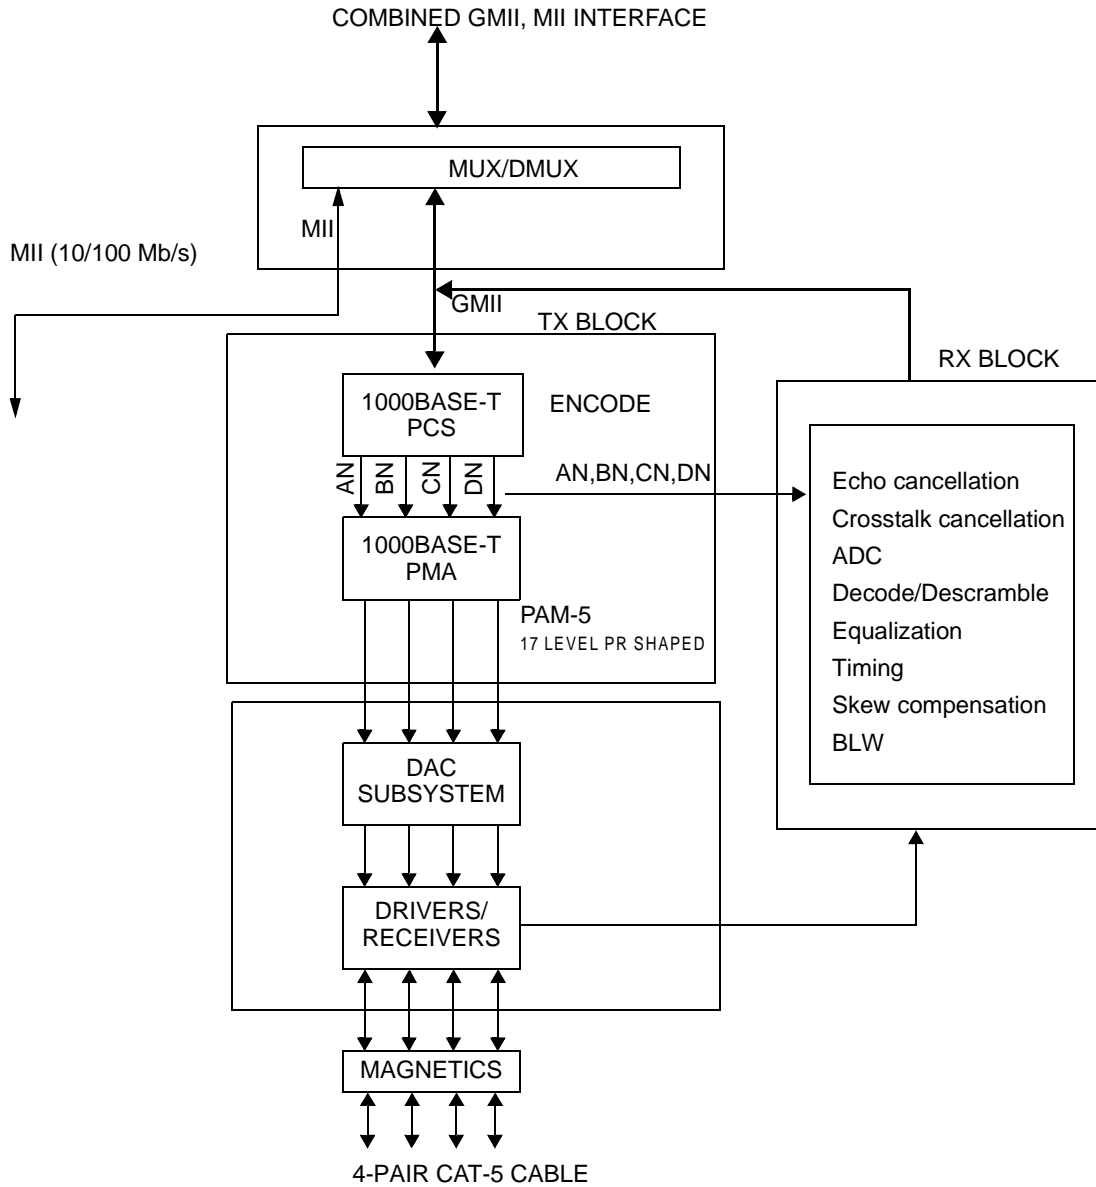 COMBINED GMII, MII INTERFACE
MUX/DMUX
MII
MII (10/100 Mb/s)
GMII
TX BLOCK
RX BLOCK
1000BASE-T
PCS
ENCODE
AN
BN
CN
DN
AN,BN,CN,DN
1000BASE-T
PMA
PAM-5
17 LEVEL PR SHAPED
Echo cancellation
Crosstalk cancellation
ADC
Decode/Descramble
Equalization
Timing
Skew compensation
BLW
DAC
SUBSYSTEM
DRIVERS/
RECEIVERS
MAGNETICS
4-PAIR CAT-5 CABLE